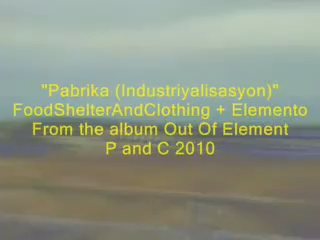 "Pabrika (Industriyalisasyon)"
FoodShelterAndClothing + Elemento
From the album Out Of Element
P and C 2010